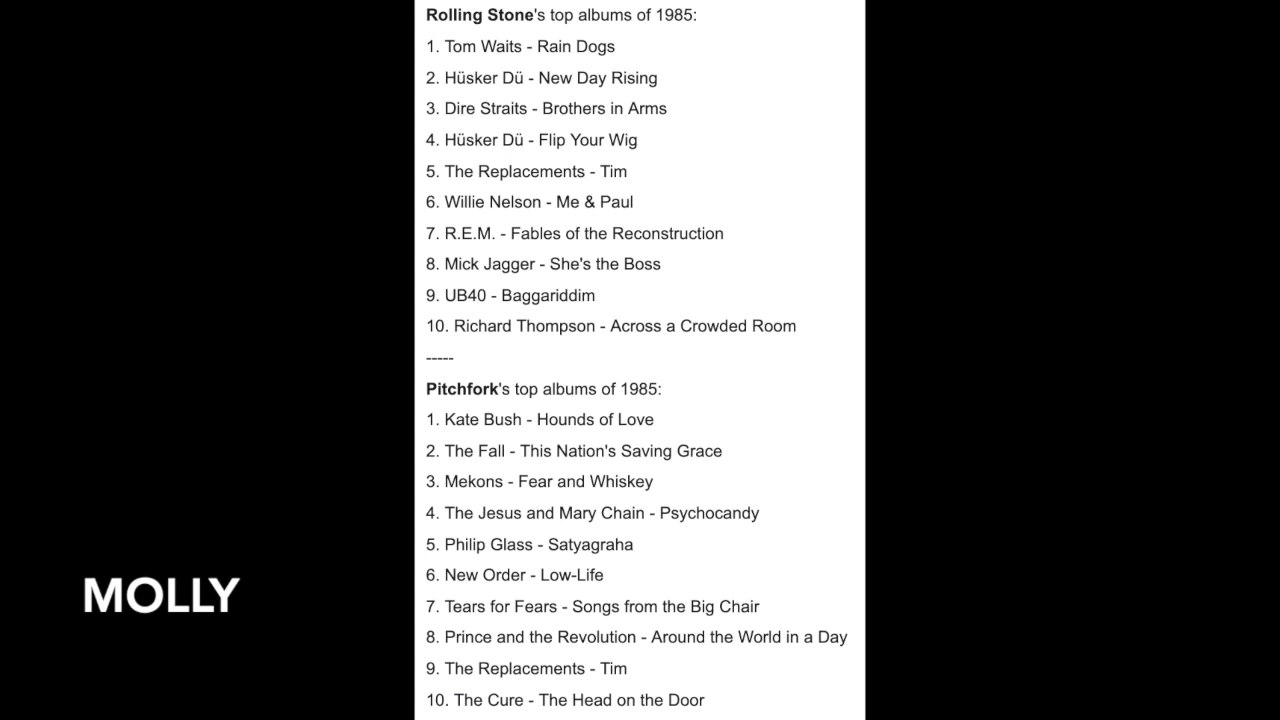 Rolling Stone's top albums of 1985:
1. Tom Waits - Rain Dogs
2. Hüsker Dü - New Day Rising
3. Dire Straits - Brothers in Arms
4. Hüsker Dü - Flip Your Wig
5. The Replacements - Tim
6. Willie Nelson - Me & Paul
7. R.E.M. - Fables of the Reconstruction
8. Mick Jagger - She's the Boss
9. UB40 - Baggariddim
10. Richard Thompson - Across a Crowded Room
-----
Pitchfork's top albums of 1985:
1. Kate Bush - Hounds of Love
2. The Fall - This Nation's Saving Grace
3. Mekons - Fear and Whiskey
4. The Jesus and Mary Chain - Psychocandy
5. Philip Glass - Satyagraha
6. New Order - Low-Life
7. Tears for Fears - Songs from the Big Chair
8. Prince and the Revolution - Around the World in a Day
9. The Replacements - Tim
10. The Cure - The Head on the Door
MOLLY